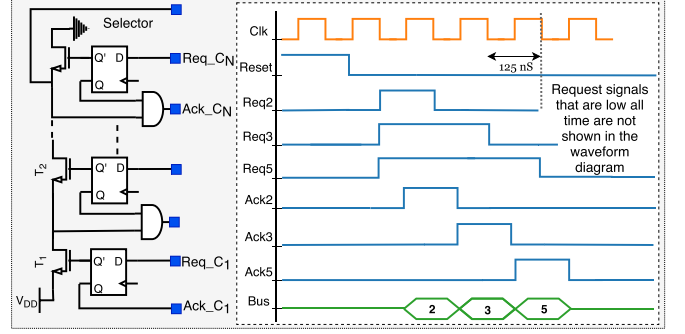 Selector
Q' D
Req_CN
Ack_CN
T2
Q' D
T1
Q' D
Req_C1
VDD
Ack_C1
Clk
Reset
125 nS
Req2
Request signals
that are low all
time are not
shown in the
waveform
diagram
Req3
Req5
Ack2
Ack3
Ack5
Bus
2 3 5